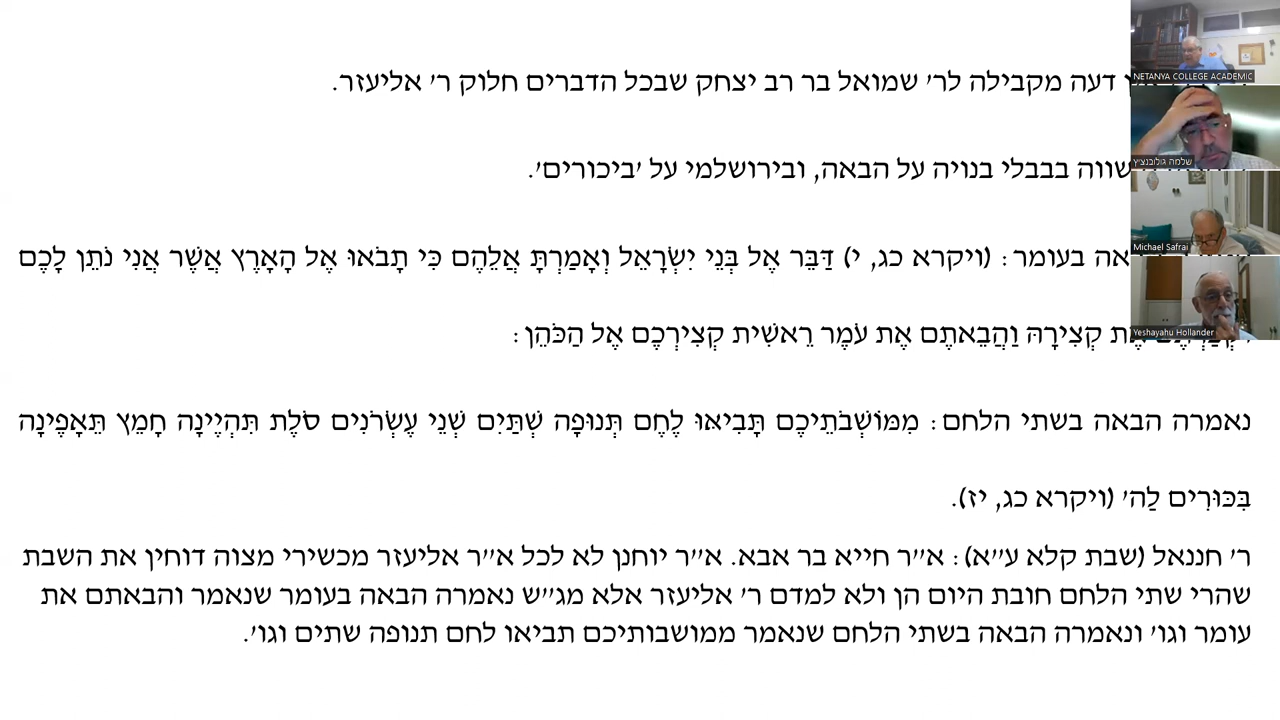 דעה מקבילה לר׳ שמואל בר רב יצחק שבכל הדברים חלוק ר׳ אליעזר.
שווה בבבלי בנויה על הבאה, ובירושלמי על ׳ביכורים׳.
בעומר: (ויקרא כג, י) דַּבֵּר אֶל בְּנֵי יִשְׂרָאֵל וְאָמַרְתָּ אֲלֵהֶם כִּי תָבֹאוּ אֶל הָאָרֶץ אֲשֶׁר אֲנִי נֹתֵן לָכֶם
אֶת קְצִירָהּ וַהֲבֵאתֶם אֶת עֹמֶר רֵאשִׁית קְצִירְכֶם אֶל הַכֹּהֵן:
נאמרה הבאה בשתי הלחם: מִמּוֹשְׁבֹתֵיכֶם תָּבִיאוּ לֶחֶם תְּנוּפָה שְׁתַּיִם שְׁנֵי עֶשְׂרֹנִים סֹלֶת תִּהְיֶינָה חָמֵץ תֵּאָפֶינָה
בִּכּוּרִים לַה׳ (ויקרא כג, יז).
ר׳ חננאל (שבת קלא ע״א): א״ר חייא בר אבא. א״ר יוחנן לא לכל א״ר אליעזר מכשירי מצוה דוחין את השבת
שהרי שתי הלחם חובת היום הן ולא למדם ר׳ אליעזר אלא מג״ש נאמרה הבאה בעומר שנאמר והבאתם את
עומר וגו׳ ונאמרה הבאה בשתי הלחם שנאמר ממושבותיכם תביאו לחם תנופה שתים וגו׳.
NETANYA COLLEGE ACADEMIC
שלמה גולובנציץ
Michael Safrai
Yeshayahu Hollander